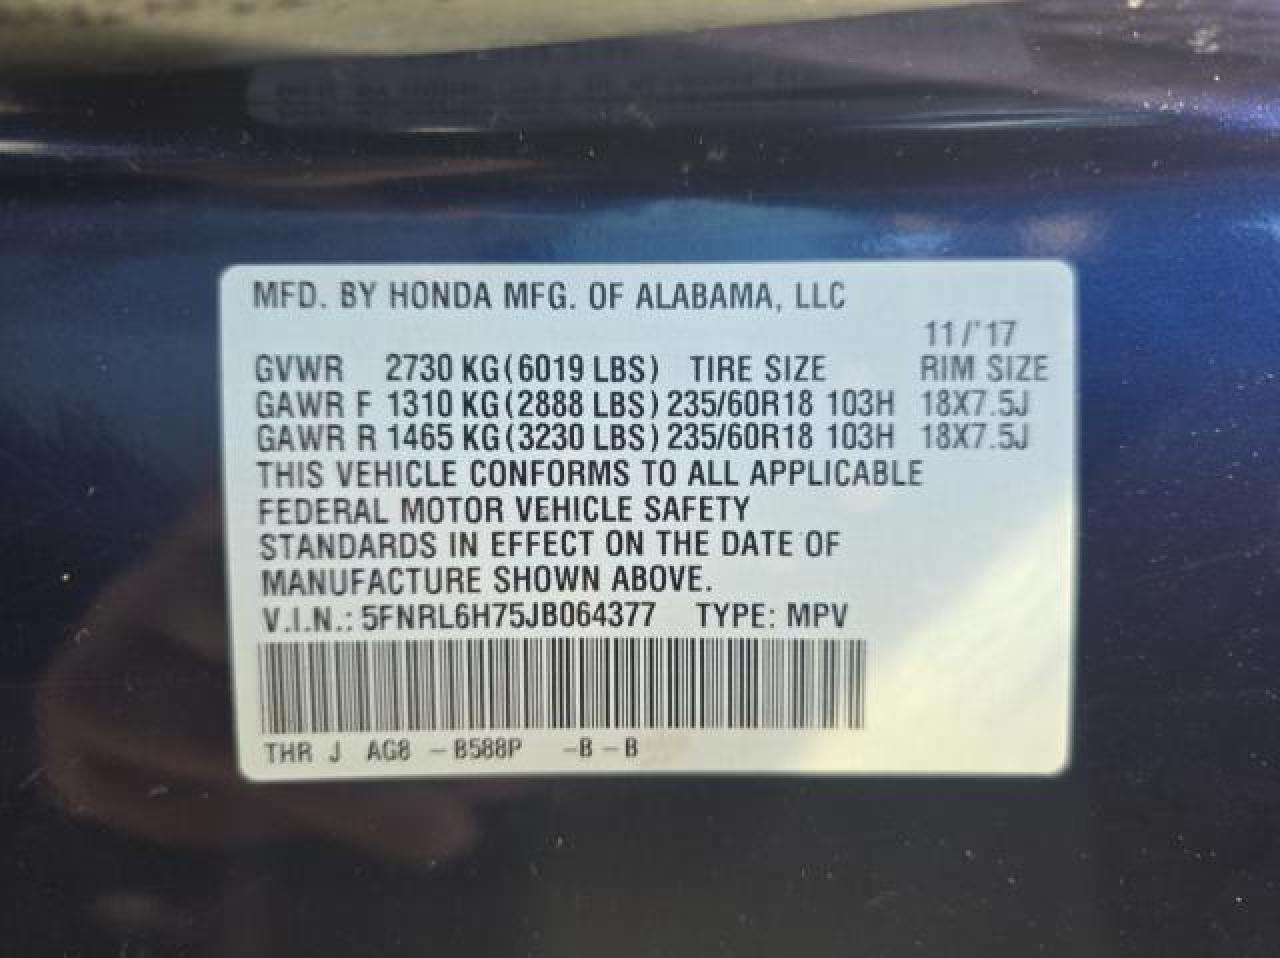 MFD. BY HONDA MFG. OF ALABAMA, LLC
11/'17
GVWR 2730 KG(6019 LBS) TIRE SIZE RIM SIZE
GAWR F 1310 KG(2888 LBS) 235/60R18 103H 18X7.5J
GAWR R 1465 KG(3230 LBS) 235/60R18 103H 18X7.5J
THIS VEHICLE CONFORMS TO ALL APPLICABLE
FEDERAL MOTOR VEHICLE SAFETY
STANDARDS IN EFFECT ON THE DATE OF
MANUFACTURE SHOWN ABOVE.
V.I.N.: 5FNRL6H75JB064377 TYPE: MPV
THR J AG8 -B588P -B-B